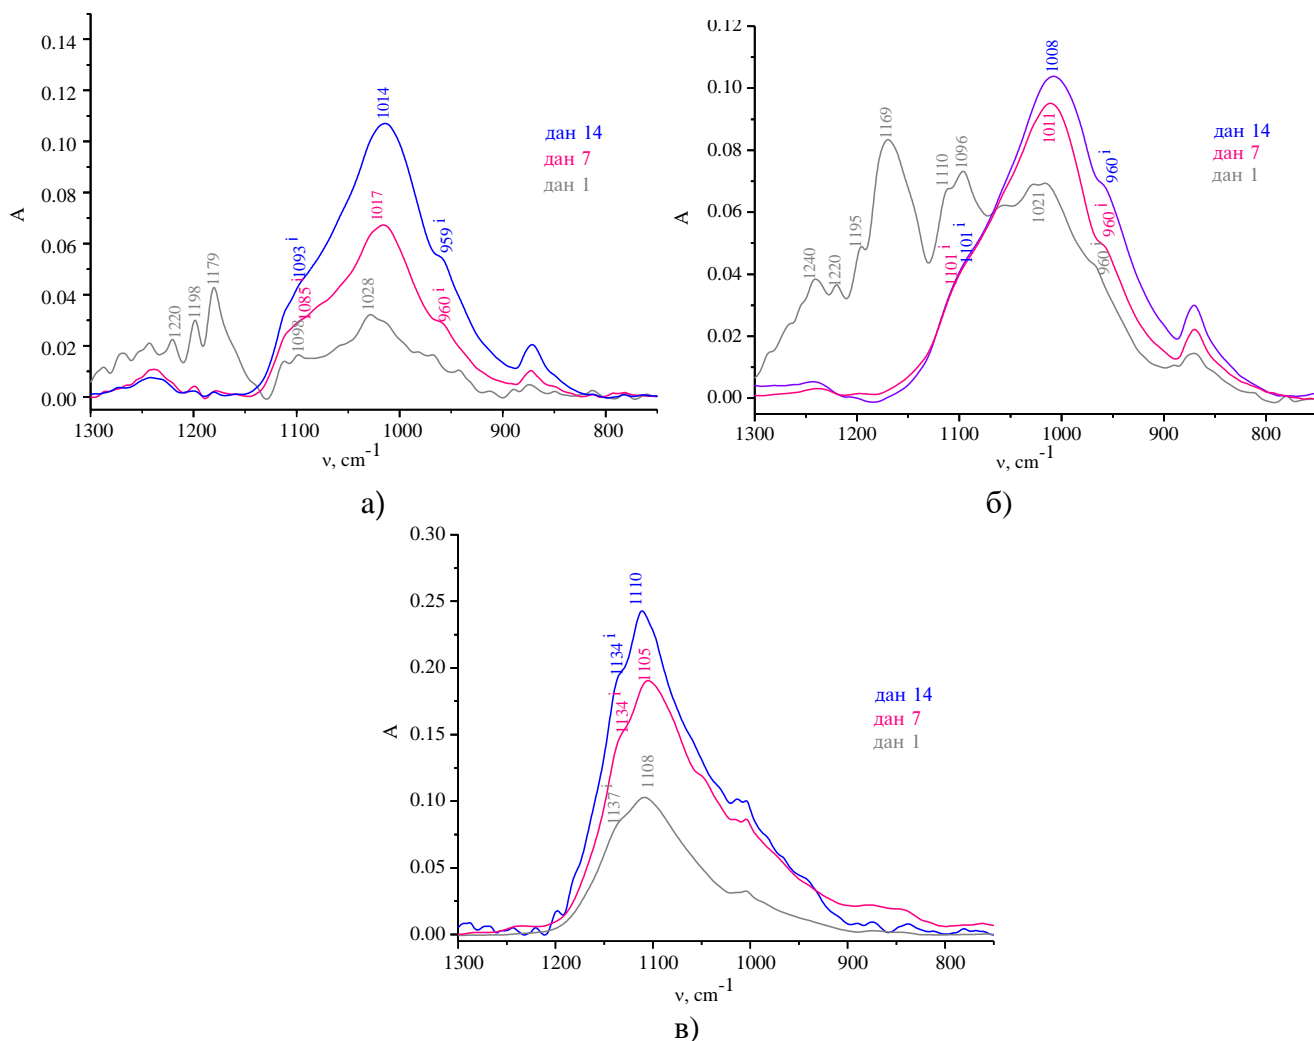 0.14
0.12
0.10
0.08
0.06
0.04
0.02
0.00
A
1300
1200
1100
1000
900
800
ν, cm-1
1220
1198
1179
1098
1093 i
1085 i
1028
1017
1014
959 i
960 i
дан 14
дан 7
дан 1
а)
0.12
0.10
0.08
0.06
0.04
0.02
0.00
A
1300
1200
1100
1000
900
800
ν, cm-1
1240
1220
1195
1169
1110
1096
1101 i
1101 i
1021
1011
1008
960 i
960 i
960 i
дан 14
дан 7
дан 1
б)
0.30
0.25
0.20
0.15
0.10
0.05
0.00
A
1300
1200
1100
1000
900
800
ν, cm-1
1137 i
1134 i
1134 i
1110
1105
1108
дан 14
дан 7
дан 1
в)